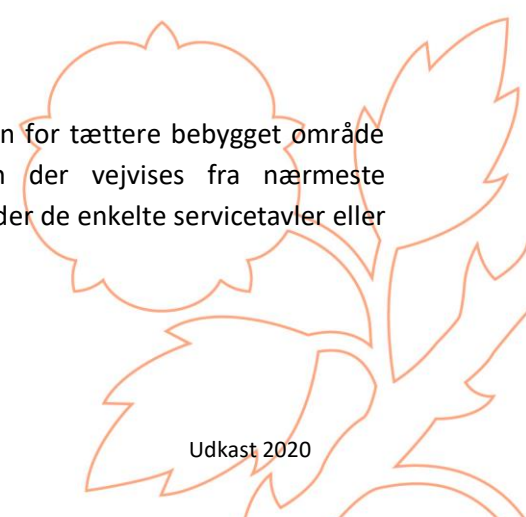 n for tættere bebygget område
der vejvises fra nærmeste
der de enkelte servicetavler eller
Udkast 2020